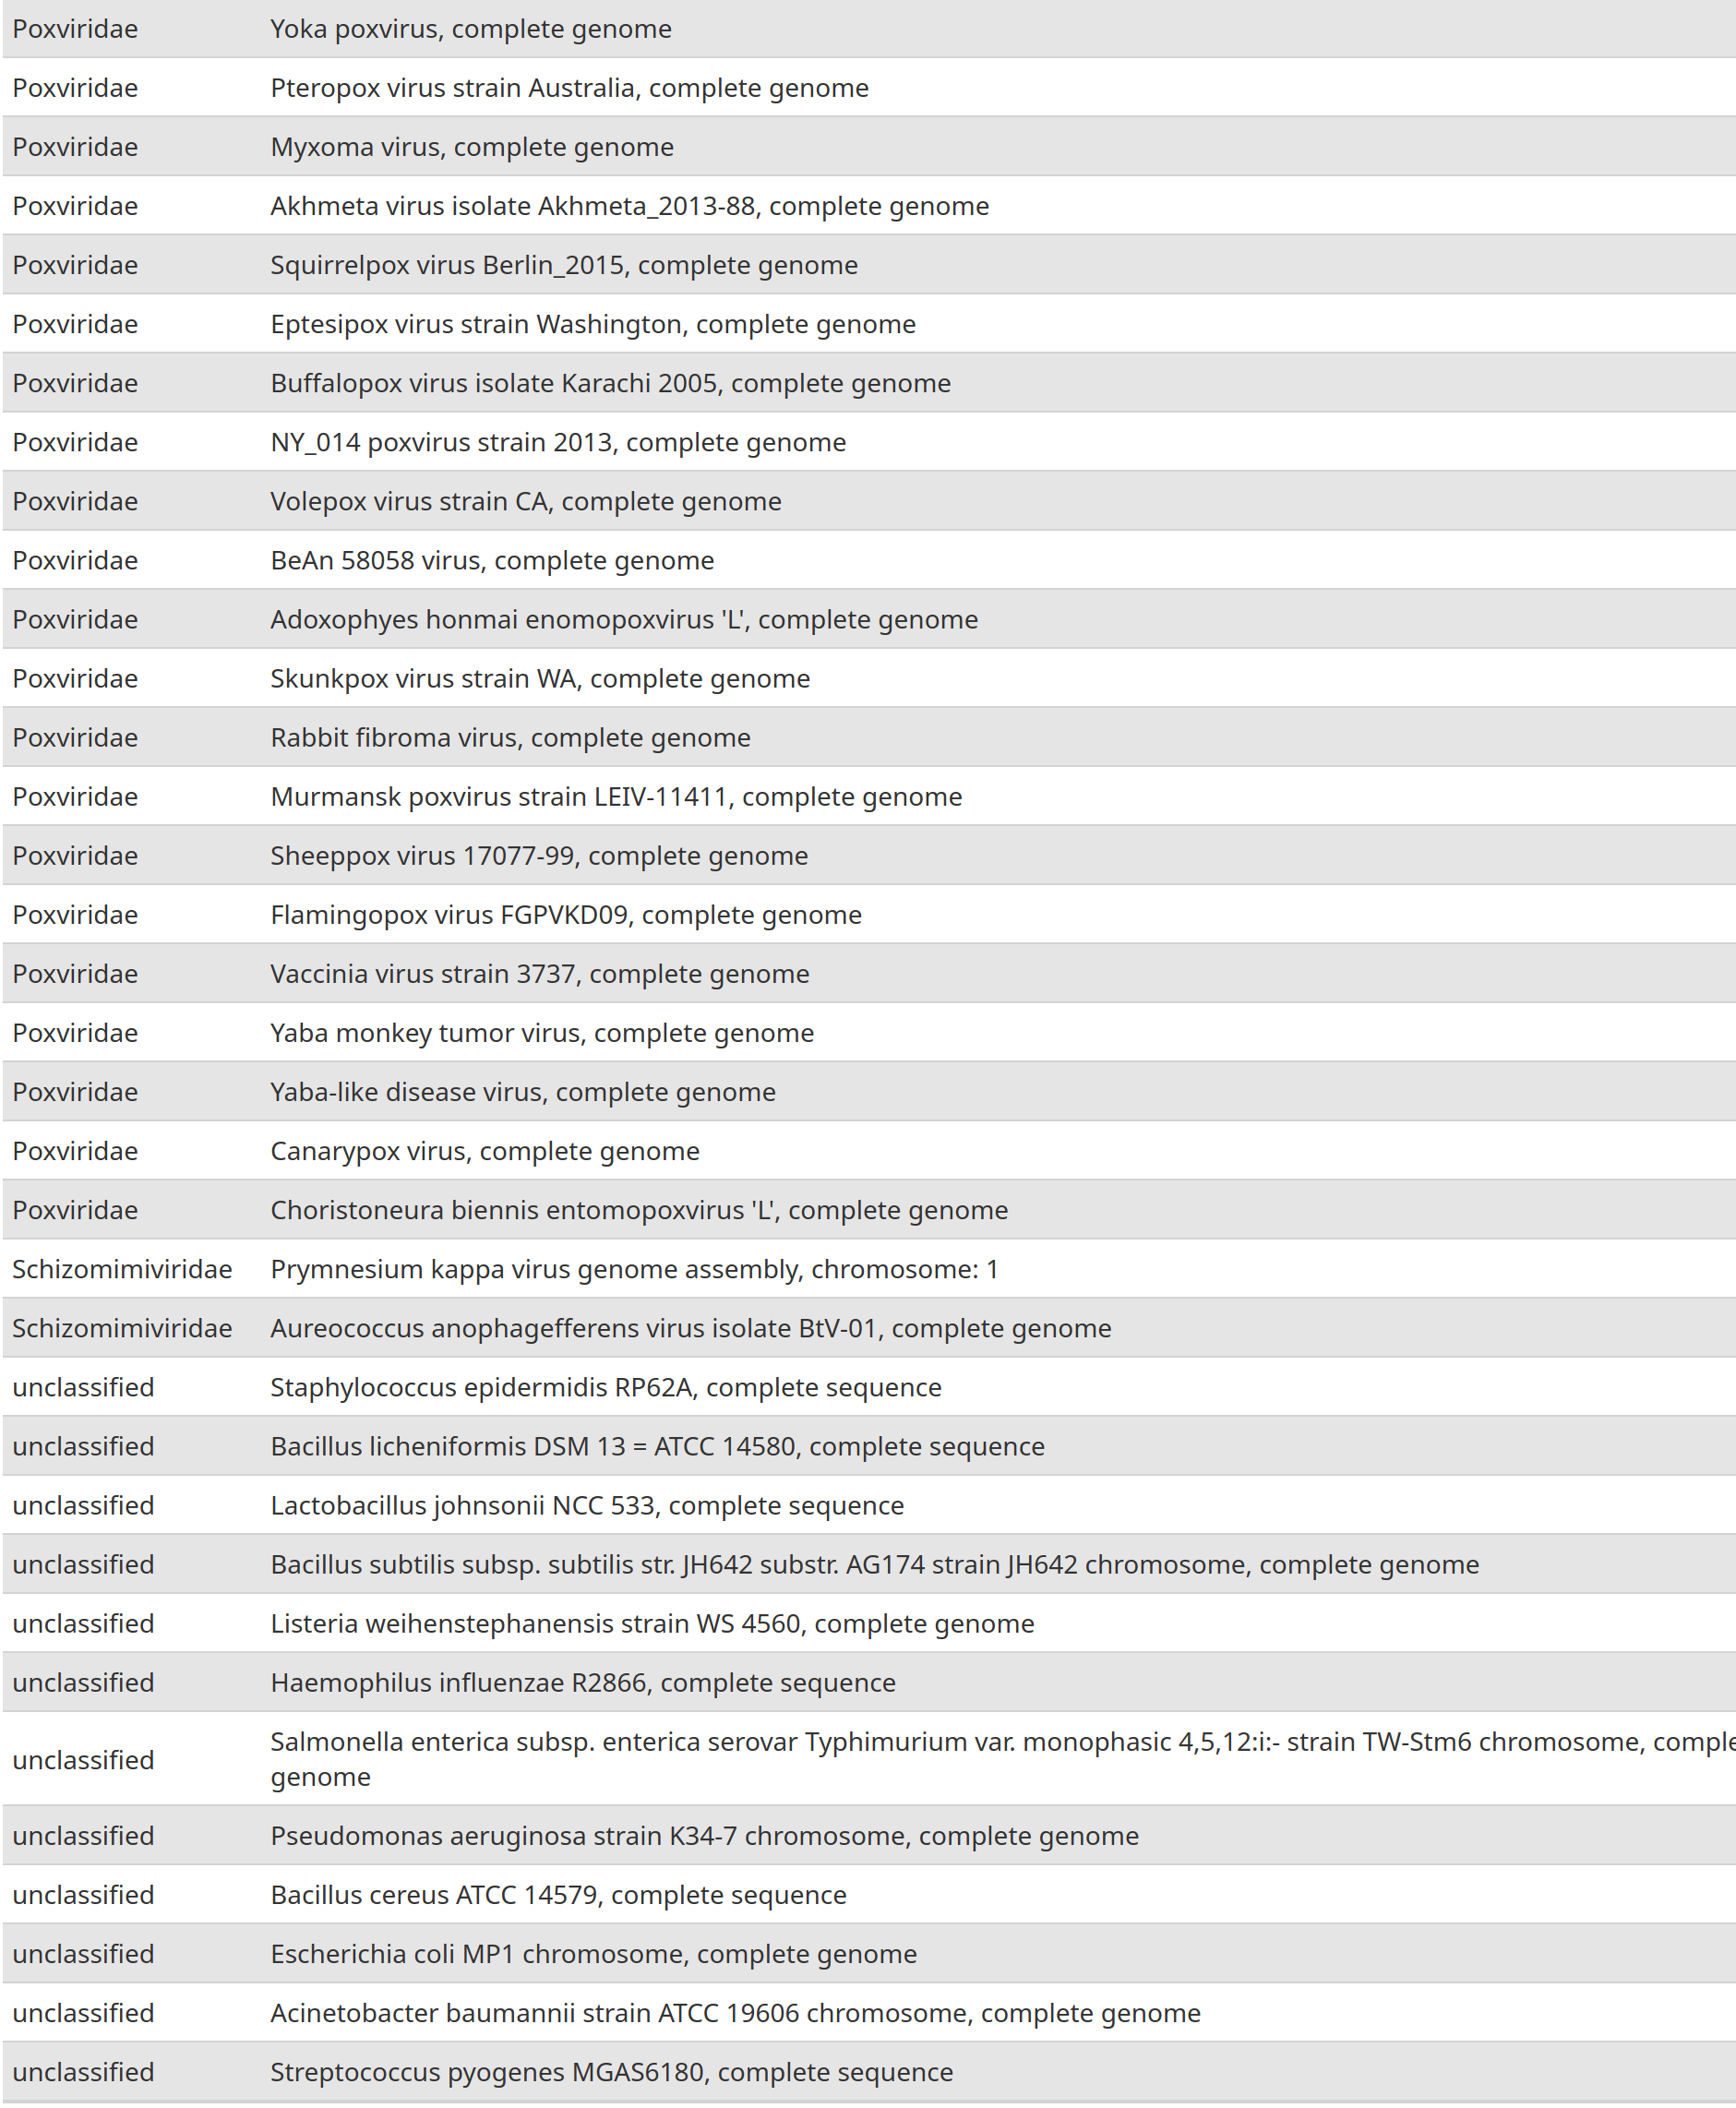 Poxviridae Yoka poxvirus, complete genome
Poxviridae Pteropox virus strain Australia, complete genome
Poxviridae Myxoma virus, complete genome
Poxviridae Akhmeta virus isolate Akhmeta_2013-88, complete genome
Poxviridae Squirrelpox virus Berlin_2015, complete genome
Poxviridae Eptesipox virus strain Washington, complete genome
Poxviridae Buffalopox virus isolate Karachi 2005, complete genome
Poxviridae NY_014 poxvirus strain 2013, complete genome
Poxviridae Volepox virus strain CA, complete genome
Poxviridae BeAn 58058 virus, complete genome
Poxviridae Adoxophyes honmai enomopoxvirus 'L', complete genome
Poxviridae Skunkpox virus strain WA, complete genome
Poxviridae Rabbit fibroma virus, complete genome
Poxviridae Murmansk poxvirus strain LEIV-11411, complete genome
Poxviridae Sheeppox virus 17077-99, complete genome
Poxviridae Flamingopox virus FGPVKD09, complete genome
Poxviridae Vaccinia virus strain 3737, complete genome
Poxviridae Yaba monkey tumor virus, complete genome
Poxviridae Yaba-like disease virus, complete genome
Poxviridae Canarypox virus, complete genome
Poxviridae Choristoneura biennis entomopoxvirus 'L', complete genome
Schizomimiviridae Prymnesium kappa virus genome assembly, chromosome: 1
Schizomimiviridae Aureococcus anophagefferens virus isolate BtV-01, complete genome
unclassified Staphylococcus epidermidis RP62A, complete sequence
unclassified Bacillus licheniformis DSM 13 = ATCC 14580, complete sequence
unclassified Lactobacillus johnsonii NCC 533, complete sequence
unclassified Bacillus subtilis subsp. subtilis str. JH642 substr. AG174 strain JH642 chromosome, complete genome
unclassified Listeria weihenstephanensis strain WS 4560, complete genome
unclassified Haemophilus influenzae R2866, complete sequence
unclassified Salmonella enterica subsp. enterica serovar Typhimurium var. monophasic 4,5,12:i:- strain TW-Stm6 chromosome,
genome
unclassified Pseudomonas aeruginosa strain K34-7 chromosome, complete genome
unclassified Bacillus cereus ATCC 14579, complete sequence
unclassified Escherichia coli MP1 chromosome, complete genome
unclassified Acinetobacter baumannii strain ATCC 19606 chromosome, complete genome
unclassified Streptococcus pyogenes MGAS6180, complete sequence